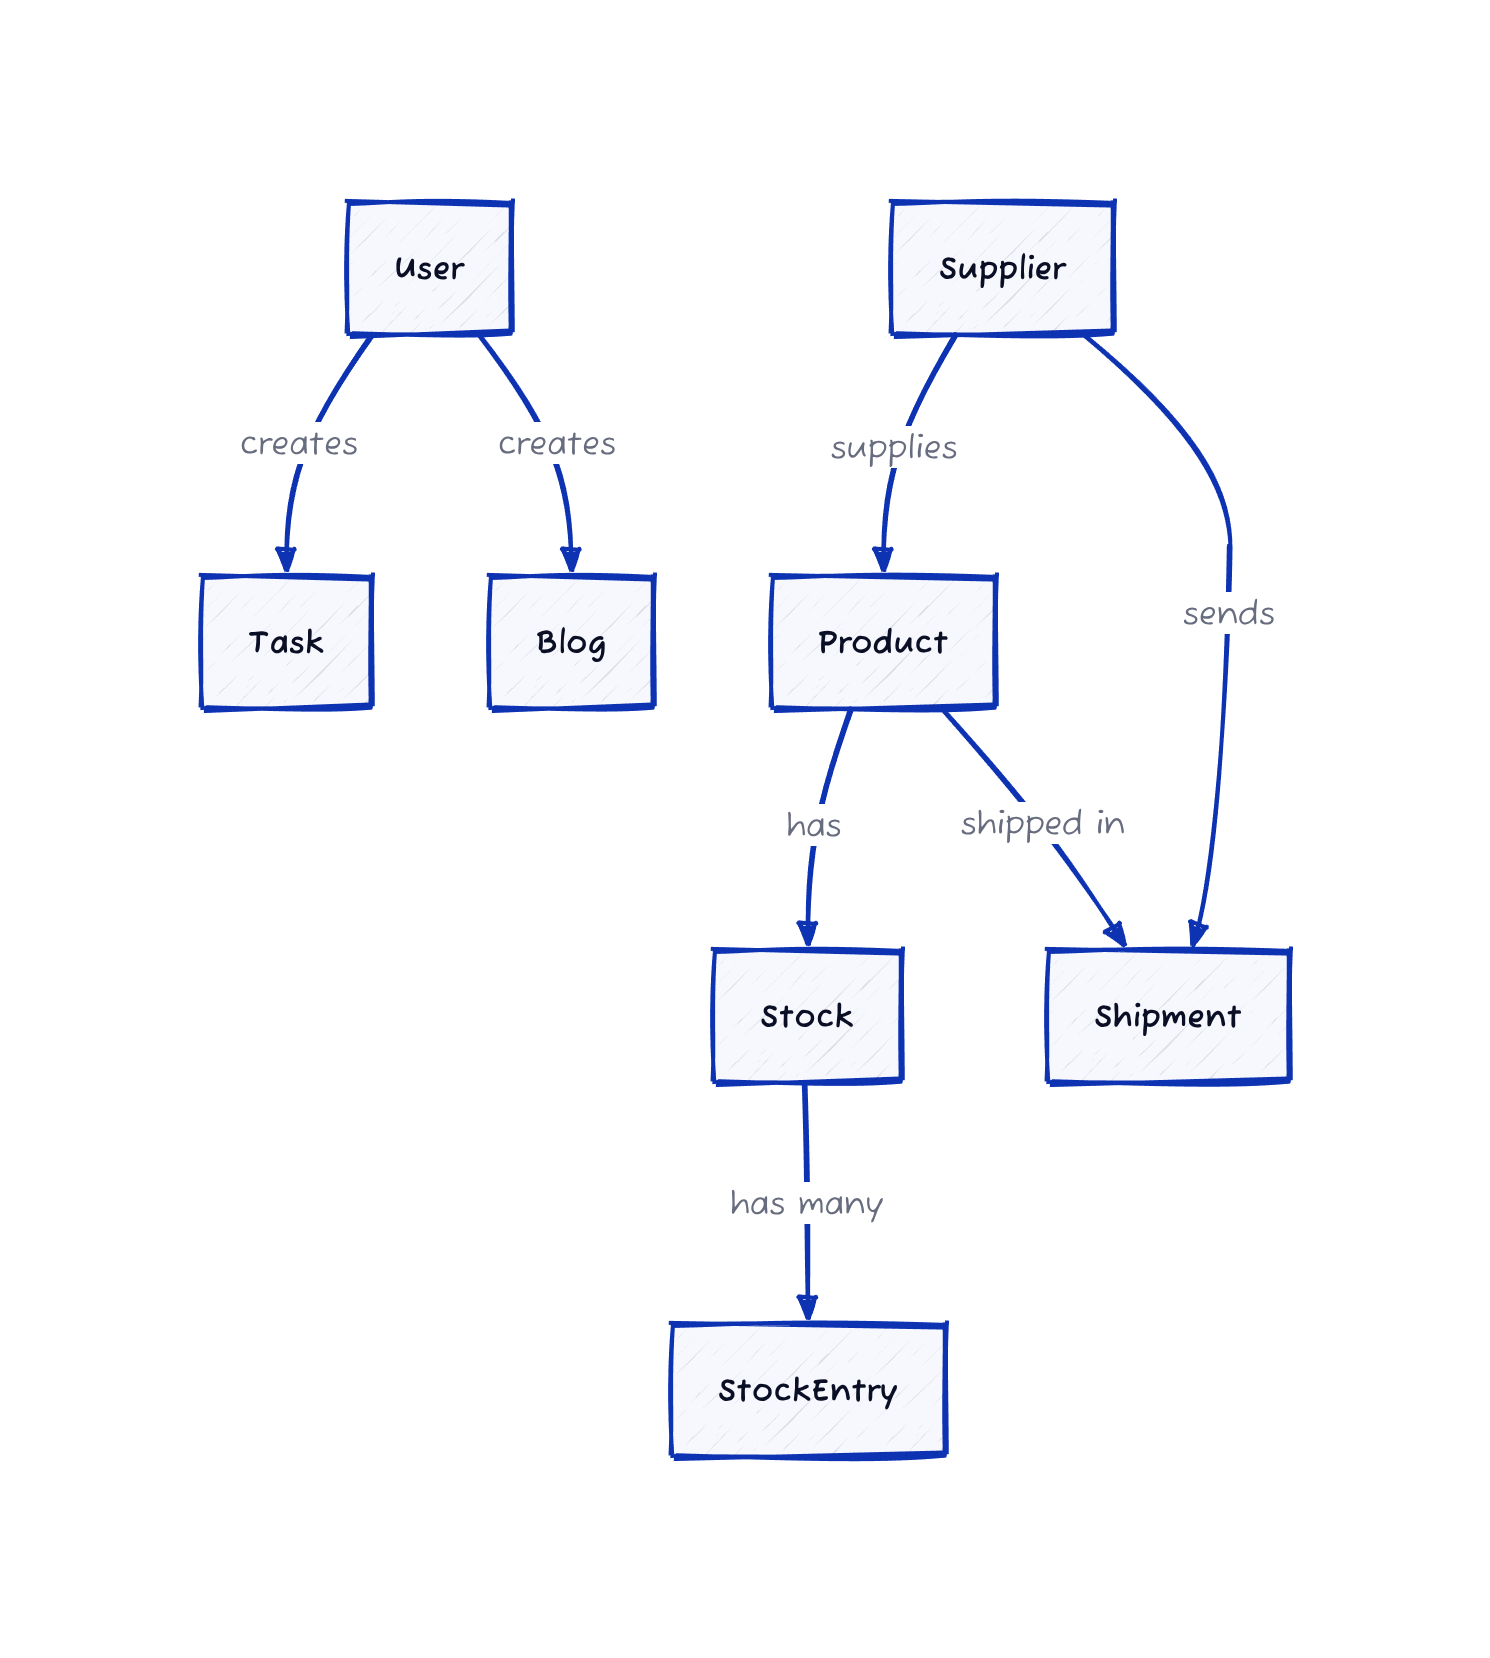 User
Supplier
creates
creates
supplies
sends
Task
Blog
Product
has
shipped in
Stock
Shipment
has many
StockEntry